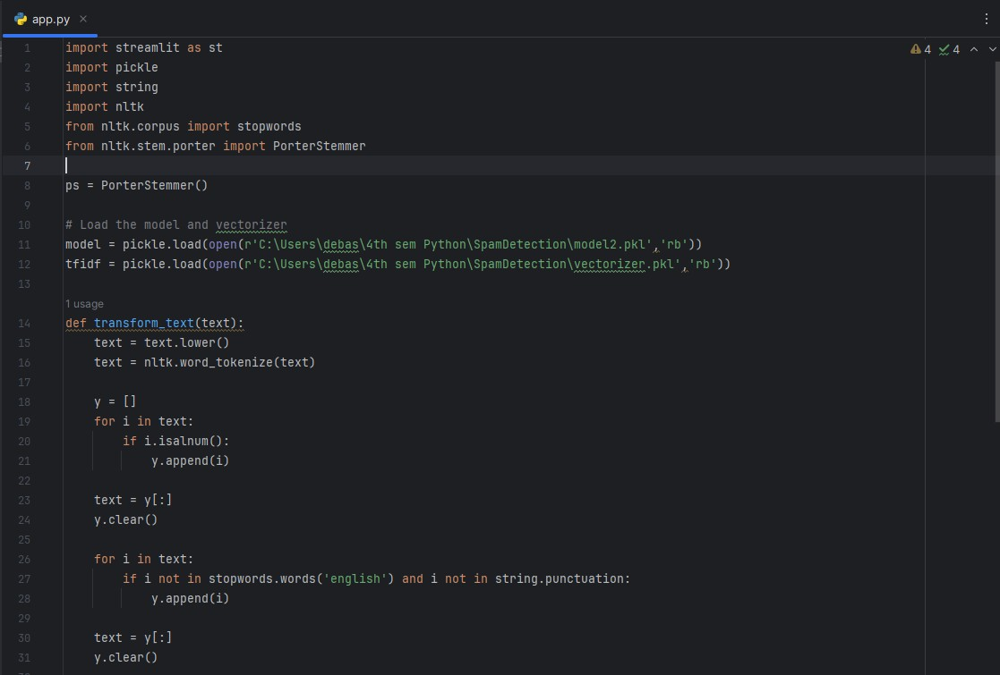 app.py
4 4
1 import streamlit as st
2 import pickle
3 import string
4 import nltk
5 from nltk.corpus import stopwords
6 from nltk.stem.porter import PorterStemmer
7
8 ps = PorterStemmer()
9
10 # Load the model and vectorizer
11 model = pickle.load(open(r'C:\Users\debas\4th sem Python\SpamDetection\model2.pkl','rb'))
12 tfidf = pickle.load(open(r'C:\Users\debas\4th sem Python\SpamDetection\vectorizer.pkl','rb'))
13
1 usage
14 def transform_text(text):
15     text = text.lower()
16     text = nltk.word_tokenize(text)
17
18     y = []
19     for i in text:
20         if i.isalnum():
21             y.append(i)
22
23     text = y[:]
24     y.clear()
25
26     for i in text:
27         if i not in stopwords.words('english') and i not in string.punctuation:
28             y.append(i)
29
30     text = y[:]
31     y.clear()